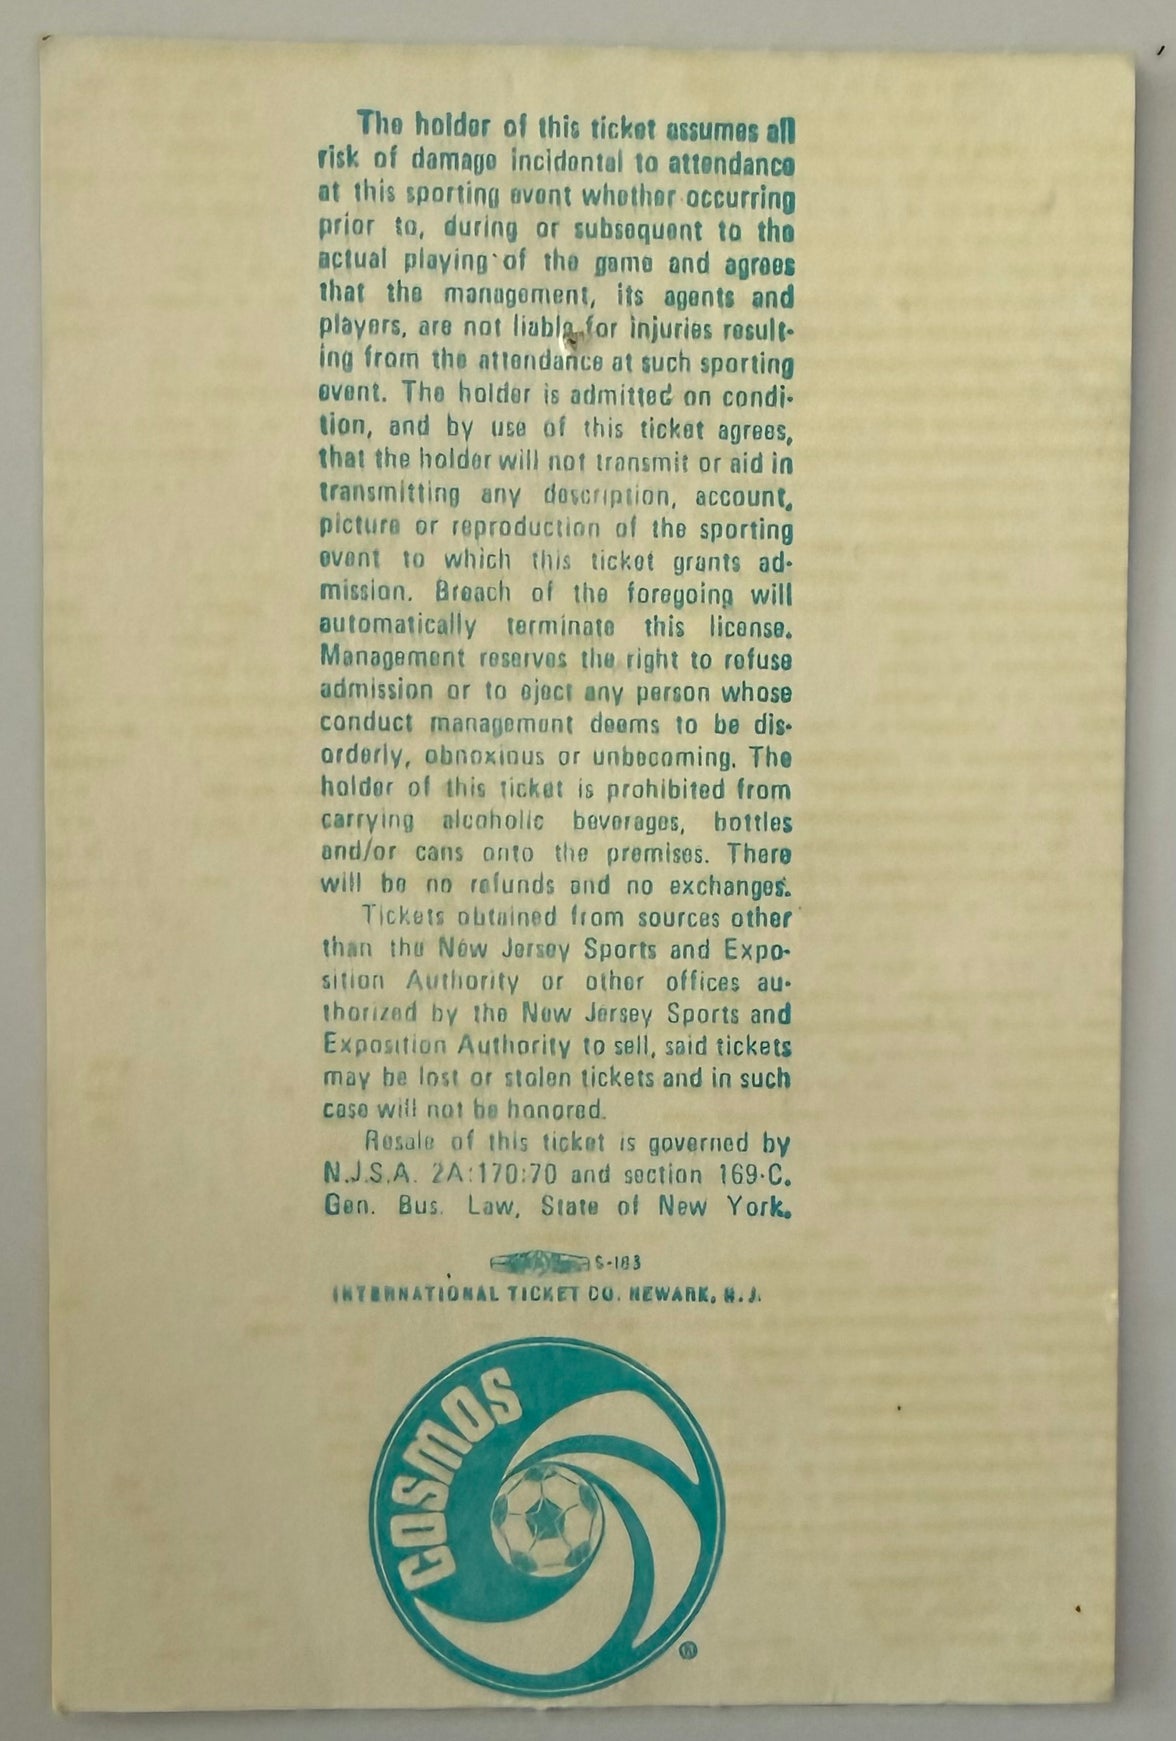 The holder of this ticket assumes all
risk of damage incidental to attendance
at this sporting event whether occurring
prior to, during or subsequent to the
actual playing of the game and agrees
that the management, its agents and
players, are not liable for injuries result-
ing from the attendance at such sporting
event. The holder is admitted on condi-
tion, and by use of this ticket agrees,
that the holder will not transmit or aid in
transmitting any description, account,
picture or reproduction of the sporting
event to which this ticket grants ad-
mission. Breach of the foregoing will
automatically terminate this license.
Management reserves the right to refuse
admission or to eject any person whose
conduct management deems to be dis-
orderly, obnoxious or unbecoming. The
holder of this ticket is prohibited from
carrying alcoholic beverages, bottles
and/or cans onto the premises. There
will be no refunds and no exchanges.
Tickets obtained from sources other
than the New Jersey Sports and Expo-
sition Authority or other offices au-
thorized by the New Jersey Sports and
Exposition Authority to sell, said tickets
may be lost or stolen tickets and in such
case will not be honored.
Resale of this ticket is governed by
N.J.S.A. 2A:170:70 and section 169-C.
Gen. Bus. Law, State of New York.
S-183
INTERNATIONAL TICKET CO. NEWARK, N.J.
COSMOS
®